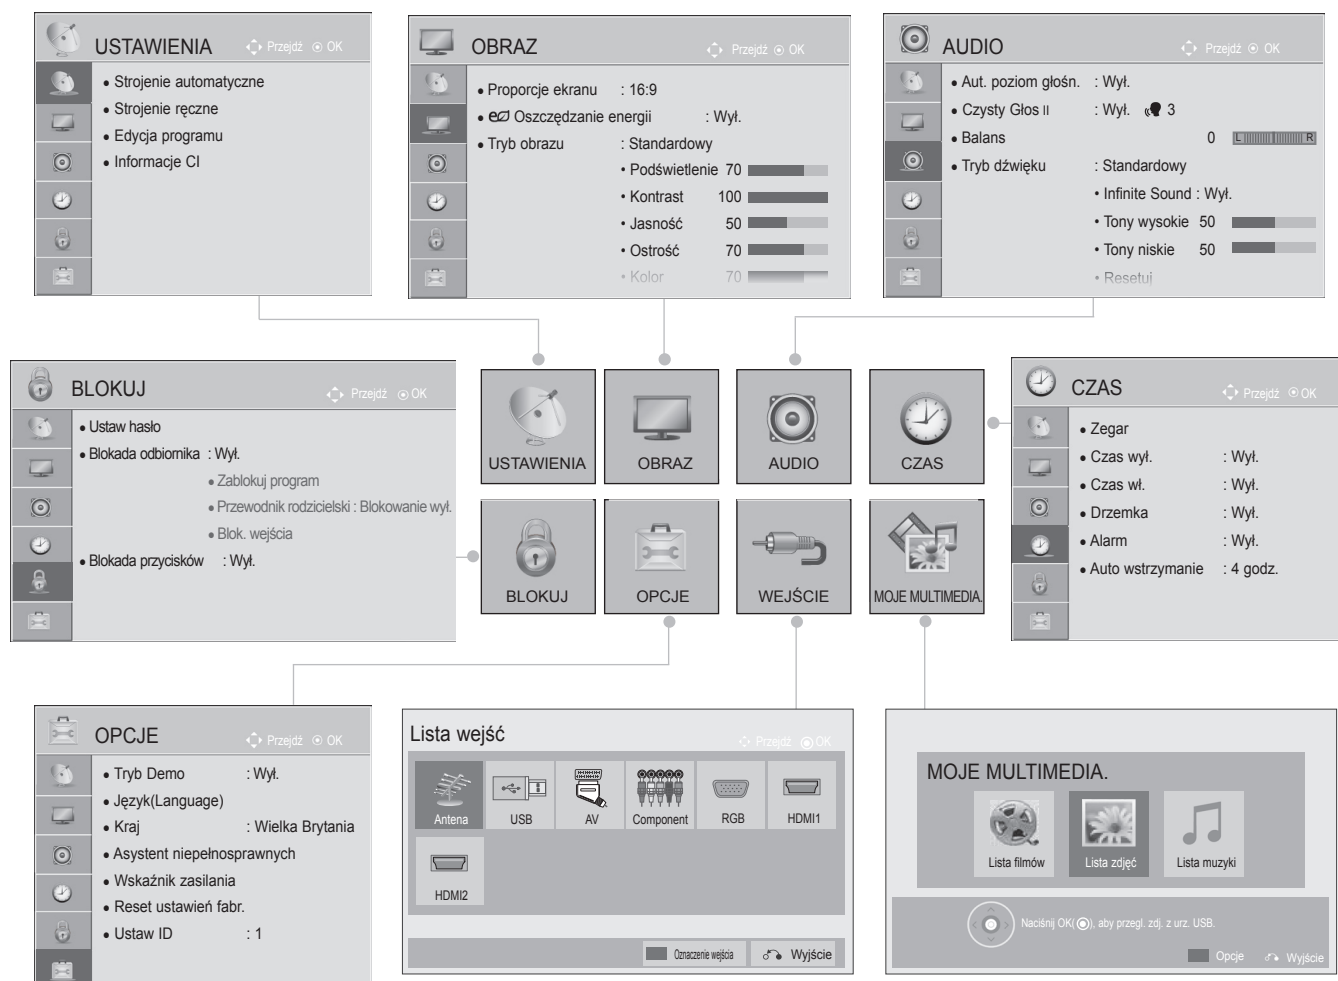 USTAWIENIA Przejdź OK
Strojenie automatyczne
Strojenie ręczne
Edycja programu
Informacje CI
OBRAZ Przejdź OK
Proporcje ekranu : 16:9
Oszczędzanie energii : Wył.
Tryb obrazu : Standardowy
Podświetlenie 70
Kontrast 100
Jasność 50
Ostrość 70
Kolor 70
AUDIO Przejdź OK
Aut. poziom głośn. : Wył.
Czysty Głos II : Wył. 3
Balans 0 L R
Tryb dźwięku : Standardowy
Infinite Sound : Wył.
Tony wysokie 50
Tony niskie 50
Resetuj
BLOKUJ Przejdź OK
Ustaw hasło
Blokada odbiornika : Wył.
Zablokuj program
Przewodnik rodzicielski : Blokowanie wył.
Blok. wejścia
Blokada przycisków : Wył.
USTAWIENIA
OBRAZ
AUDIO
CZAS
BLOKUJ
OPCJE
WEJŚCIE
MOJE MULTIMEDIA.
CZAS Przejdź OK
Zegar
Czas wył. : Wył.
Czas wł. : Wył.
Drzemka : Wył.
Alarm : Wył.
Auto wstrzymanie : 4 godz.
OPCJE Przejdź OK
Tryb Demo : Wył.
Język(Language)
Kraj : Wielka Brytania
Asystent niepełnosprawnych
Wskaźnik zasilania
Reset ustawień fabr.
Ustaw ID : 1
Lista wejść Przejdź OK
Antena USB AV Component RGB HDMI1
HDMI2
Oznaczenie wejścia Wyjście
MOJE MULTIMEDIA.
Lista filmów Lista zdjęć Lista muzyki
Naciśnij OK(◉), aby przegl. zdj. z urz. USB.
Opcje Wyjście